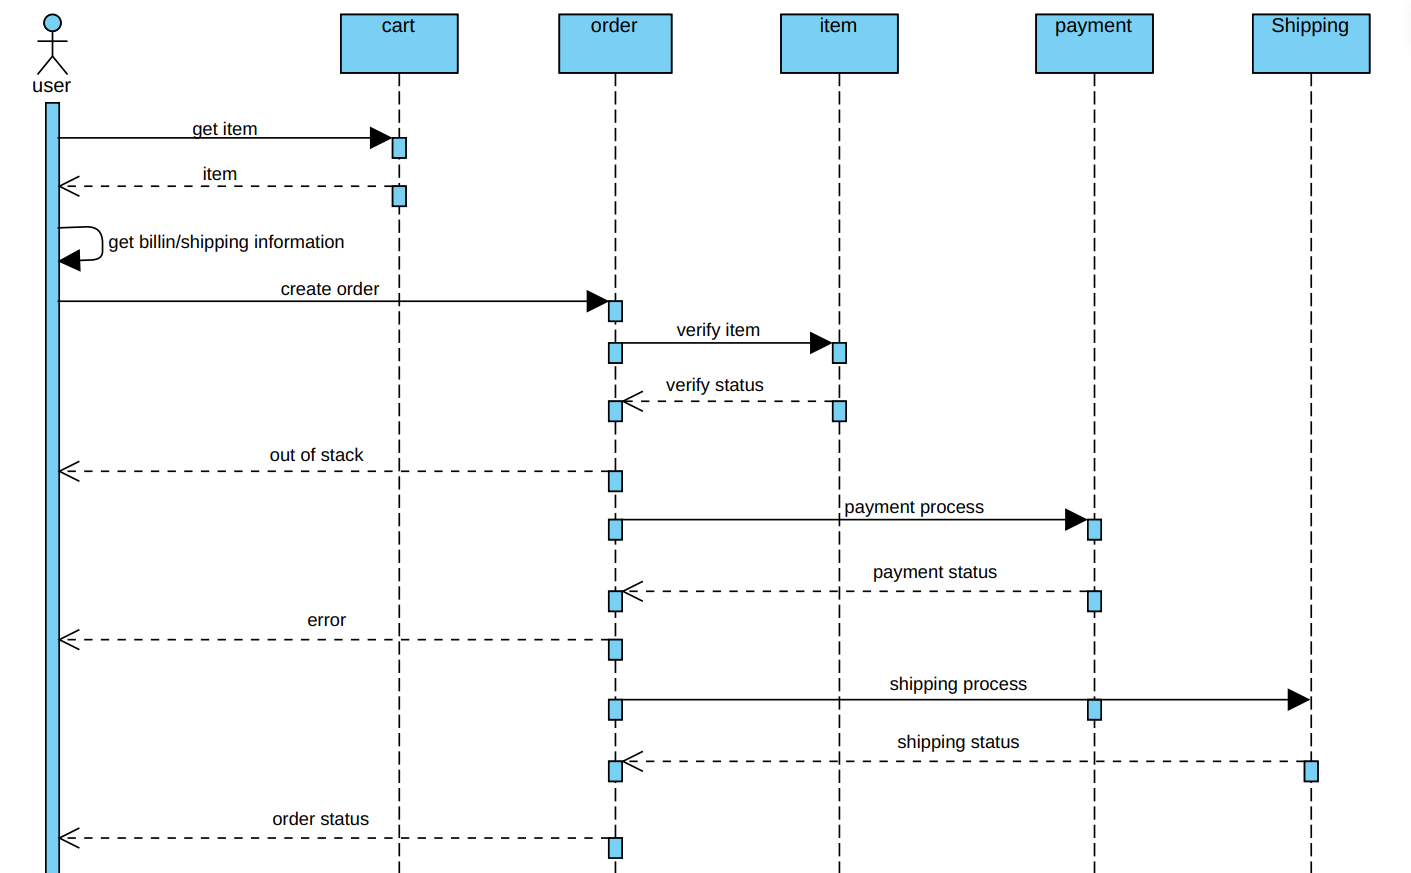 cart
order
item
payment
Shipping
user
get item
item
get billin/shipping information
create order
verify item
verify status
out of stack
payment process
payment status
error
shipping process
shipping status
order status